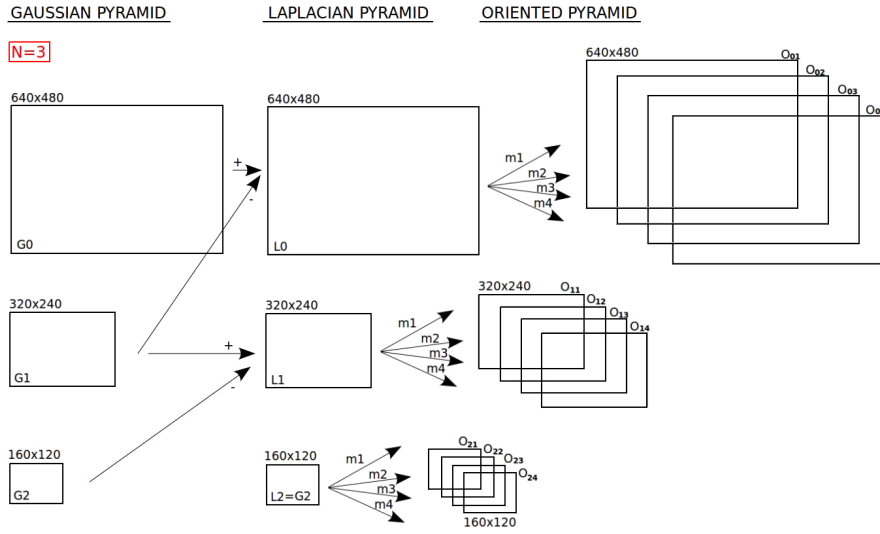 GAUSSIAN PYRAMID
LAPLACIAN PYRAMID
ORIENTED PYRAMID
N=3
640x480
G0
+
-
640x480
L0
m1
m2
m3
m4
640x480
O01
O02
O03
320x240
G1
+
-
320x240
L1
m1
m2
m3
m4
320x240
O11
O12
O13
O14
160x120
G2
160x120
L2=G2
m1
m2
m3
m4
O21
O22
O23
O24
160x120